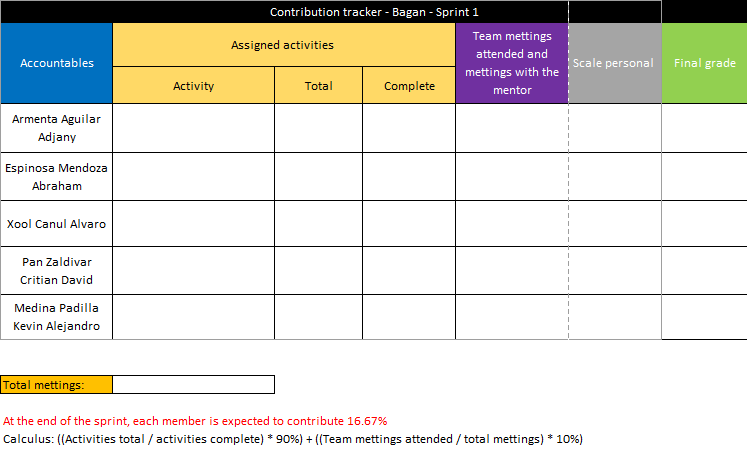 Contribution tracker - Bagan - Sprint 1
Accountables
Assigned activities
Team mettings
attended and
mettings with the
mentor
Scale personal
Final grade
Activity
Total
Complete
Armenta Aguilar
Adjany
Espinosa Mendoza
Abraham
Xool Canul Alvaro
Pan Zaldivar
Critian David
Medina Padilla
Kevin Alejandro
Total mettings:
At the end of the sprint, each member is expected to contribute 16.67%
Calculus: ((Activities total / activities complete) * 90%) + ((Team mettings attended / total mettings) * 10%)